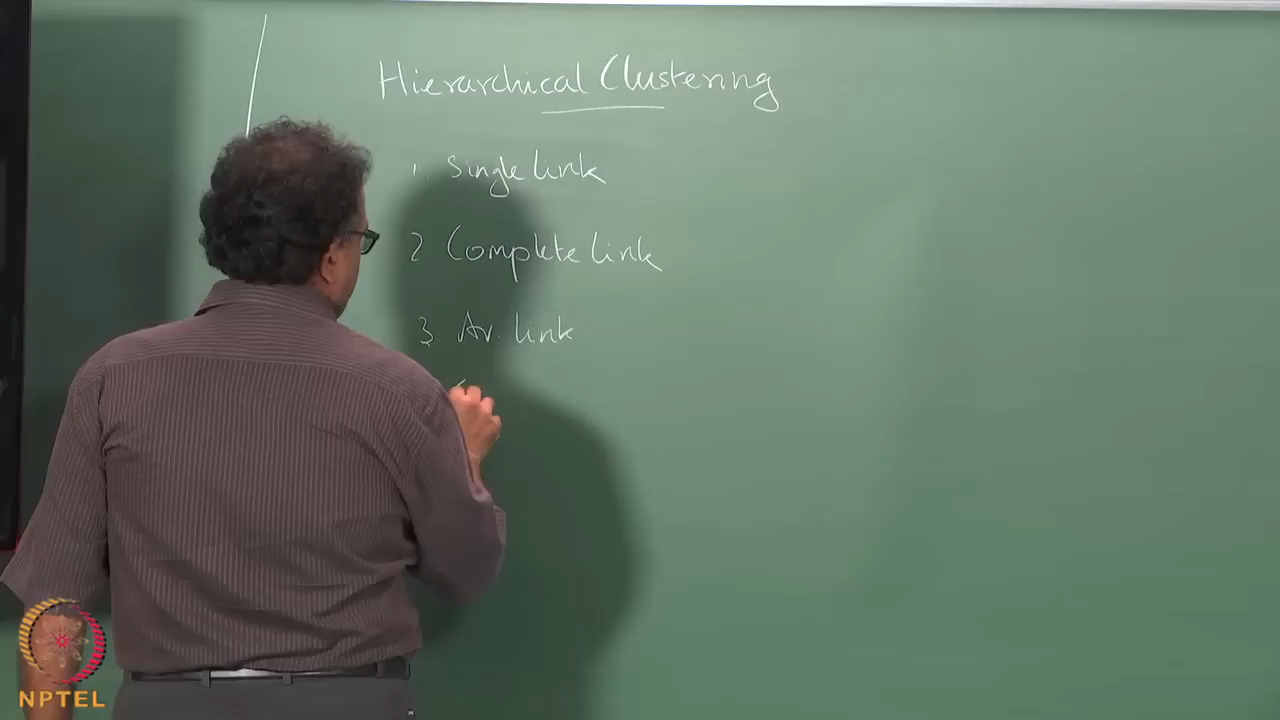 Hierarchical Clustering
1. Single link
2 Complete link
3. Av. link
NPTEL